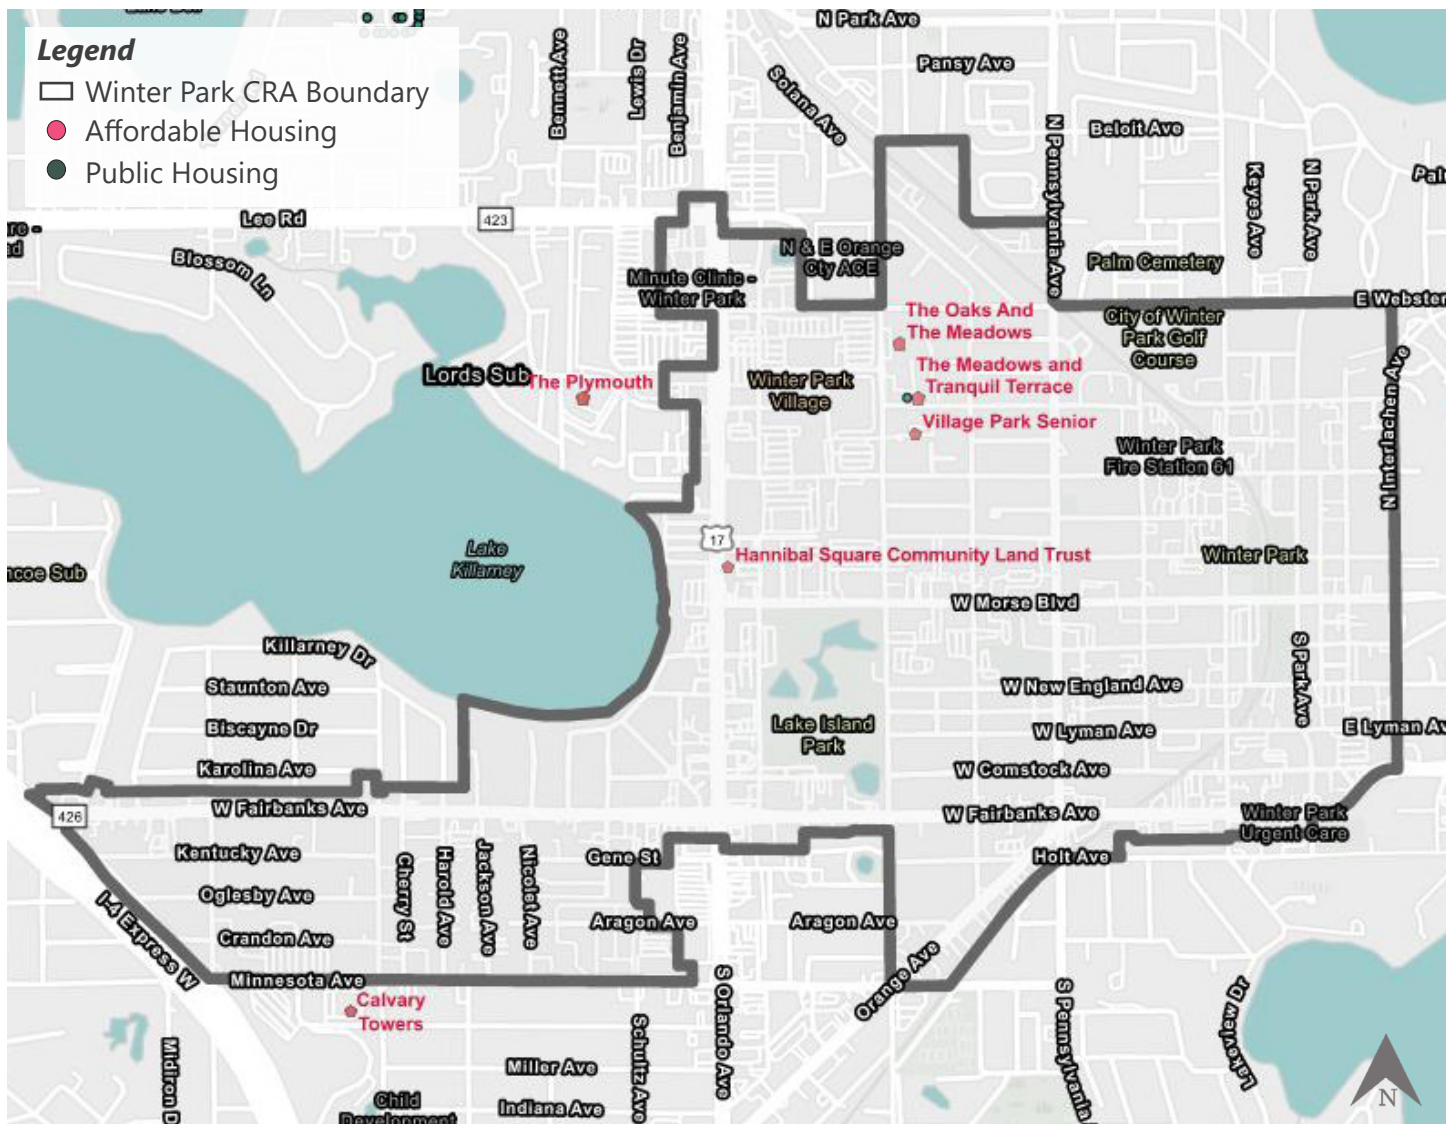 N Park Ave
Legend
Pansy Ave
Winter Park CRA Boundary
Affordable Housing
Public Housing
Bennett Ave
Lewis Dr
Benjamin Ave
Solana Ave
N Pennsylvania Ave
Beloit Ave
Keyes Ave
N Park Ave
Lee Rd
423
Blossom Ln
N & E Orange
Cty ACE
Palm Cemetery
Minute Clinic -
Winter Park
E Webster
The Oaks And
The Meadows
City of Winter
Park Golf
Course
Lords Sub
The Plymouth
The Meadows and
Tranquil Terrace
Winter Park
Village
Village Park Senior
N Interlachen Ave
Winter Park
Fire Station 61
17
Lake
Killarney
Hannibal Square Community Land Trust
Winter Park
ncoe Sub
W Morse Blvd
Killarney Dr
S Park Ave
Staunton Ave
W New England Ave
Biscayne Dr
Lake Island
Park
W Lyman Ave
E Lyman Av
Karolina Ave
W Comstock Ave
426
W Fairbanks Ave
W Fairbanks Ave
Winter Park
Urgent Care
Kentucky Ave
Cherry St
Harold Ave
Jackson Ave
Nicolet Ave
Gene St
Holt Ave
Oglesby Ave
I-4 Express W
Crandon Ave
Aragon Ave
Aragon Ave
Minnesota Ave
Orange Ave
Calvary
Towers
S Orlando Ave
S Pennsylvania
Lakeview Dr
Midiron D
Schultz Ave
Miller Ave
Indiana Ave
Child
Development
N